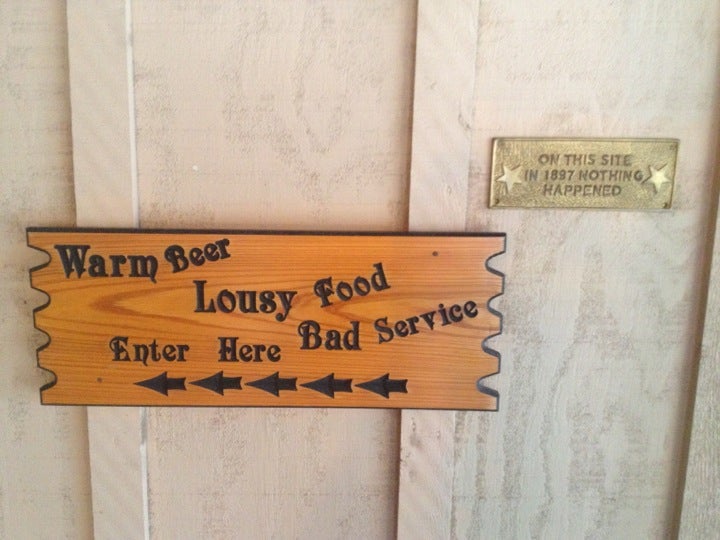 Warm Beer
Lousy Food
Bad Service
Enter Here
ON THIS SITE
IN 1897 NOTHING
HAPPENED